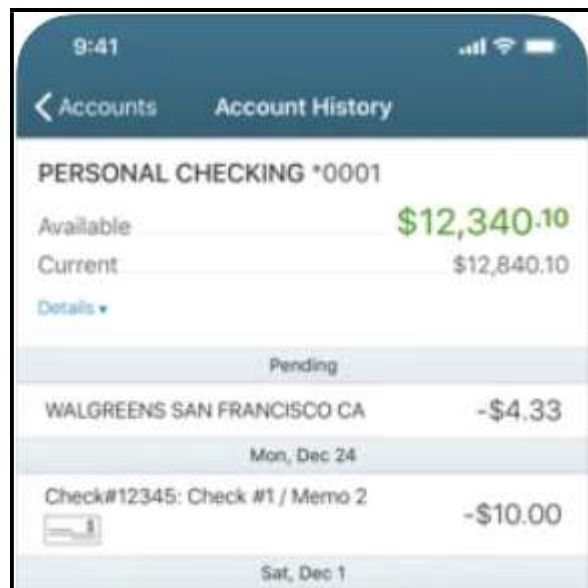 9:41
Accounts Account History
PERSONAL CHECKING *0001
Available $12,340.10
Current $12,840.10
Details
Pending
WALGREENS SAN FRANCISCO CA -$4.33
Mon, Dec 24
Check#12345: Check #1 / Memo 2 -$10.00
Sat, Dec 1